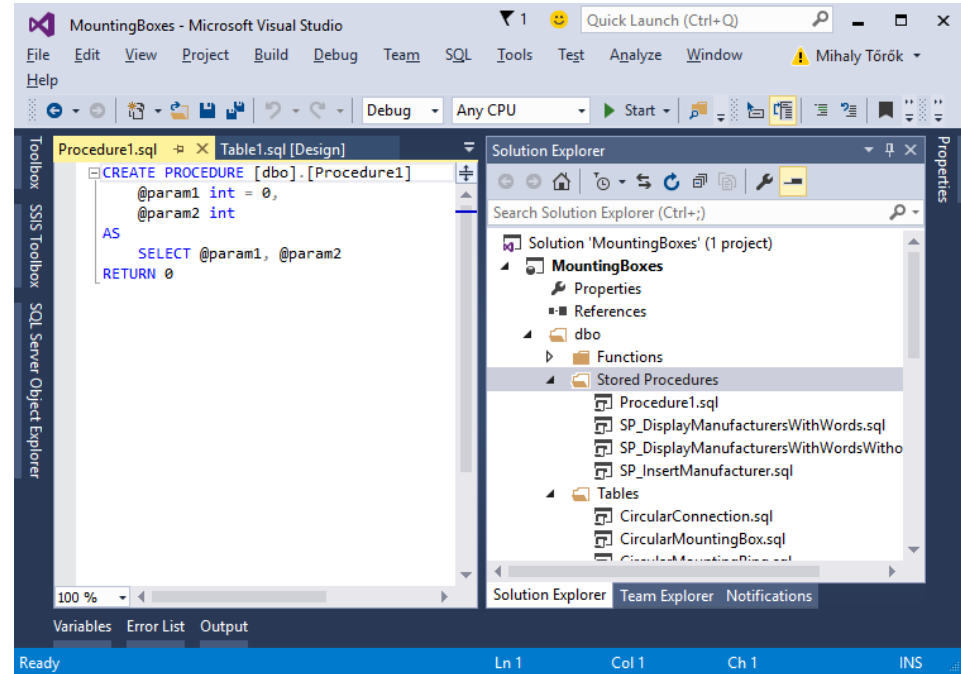 MountingBoxes - Microsoft Visual Studio
1
Quick Launch (Ctrl+Q)
File Edit View Project Build Debug Team SQL Tools Test Analyze Window
Mihaly Törők
Help
Debug Any CPU Start
Toolbox
SSIS Toolbox
SQL Server Object Explorer
Procedure1.sql Table1.sql [Design]
CREATE PROCEDURE [dbo].[Procedure1]
@param1 int = 0,
@param2 int
AS
SELECT @param1, @param2
RETURN 0
100 %
Solution Explorer
Search Solution Explorer (Ctrl+;)
Solution 'MountingBoxes' (1 project)
MountingBoxes
Properties
References
dbo
Functions
Stored Procedures
Procedure1.sql
SP_DisplayManufacturersWithWords.sql
SP_DisplayManufacturersWithWordsWitho
SP_InsertManufacturer.sql
Tables
CircularConnection.sql
CircularMountingBox.sql
CircularMountingRing.sql
Solution Explorer Team Explorer Notifications
Properties
Variables Error List Output
Ready Ln 1 Col 1 Ch 1 INS